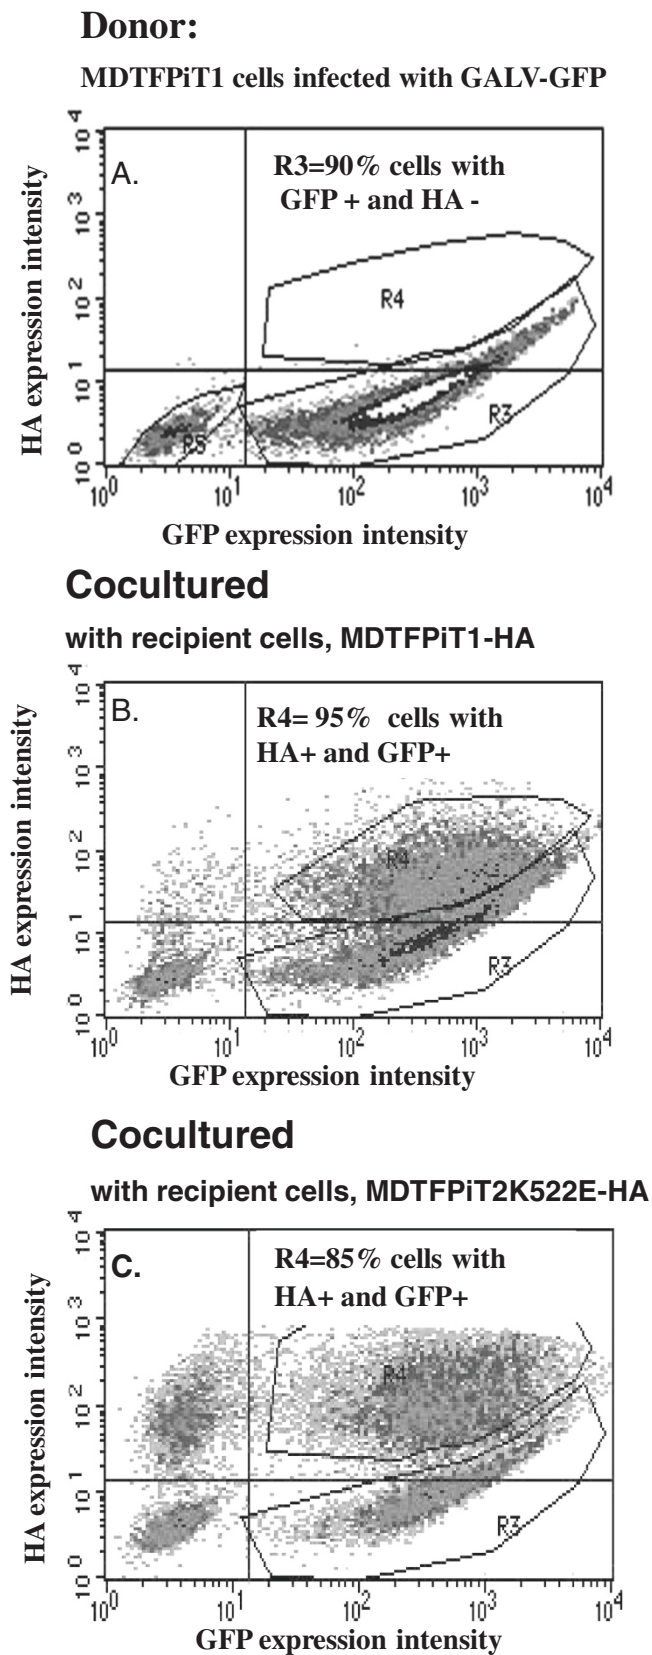 Donor:
MDTFPiT1 cells infected with GALV-GFP
A.
R3=90% cells with
GFP + and HA -
R4
R3
R5
HA expression intensity
10^4
10^3
10^2
10^1
10^0
10^0 10^1 10^2 10^3 10^4
GFP expression intensity
Cocultured
with recipient cells, MDTFPiT1-HA
B.
R4= 95% cells with
HA+ and GFP+
R4
R3
HA expression intensity
10^4
10^3
10^2
10^1
10^0
10^0 10^1 10^2 10^3 10^4
GFP expression intensity
Cocultured
with recipient cells, MDTFPiT2K522E-HA
C.
R4=85% cells with
HA+ and GFP+
R4
R3
HA expression intensity
10^4
10^3
10^2
10^1
10^0
10^0 10^1 10^2 10^3 10^4
GFP expression intensity